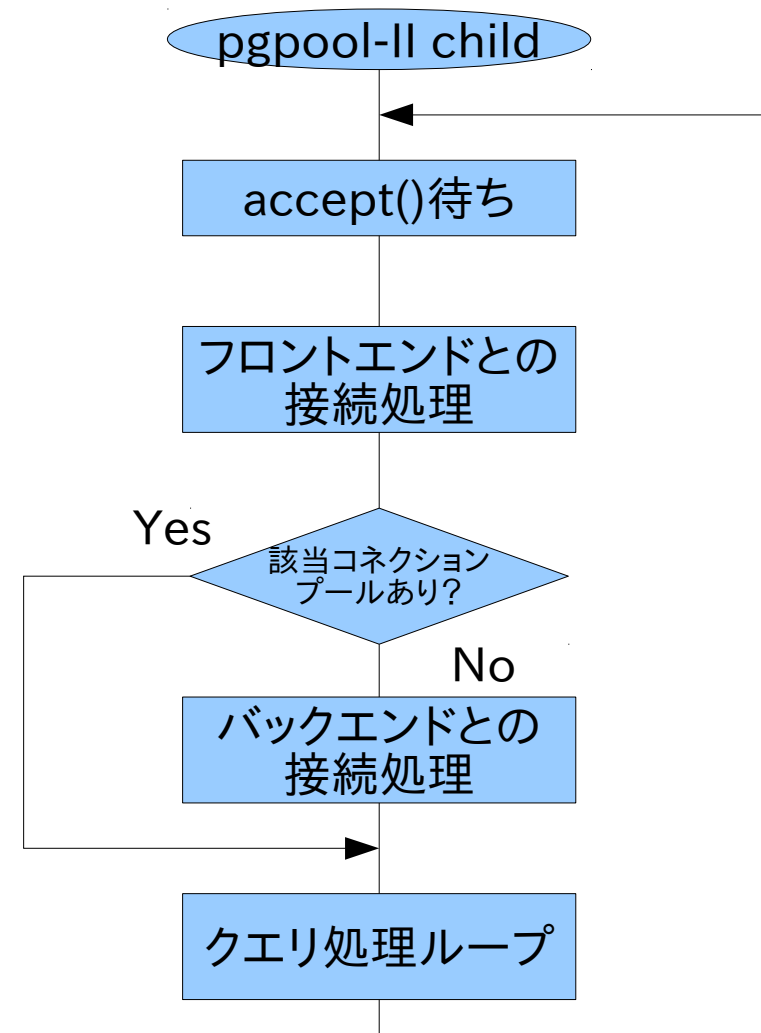 pgpool-II child
accept()待ち
フロントエンドとの
接続処理
Yes
該当コネクション
プールあり?
No
バックエンドとの
接続処理
クエリ処理ループ